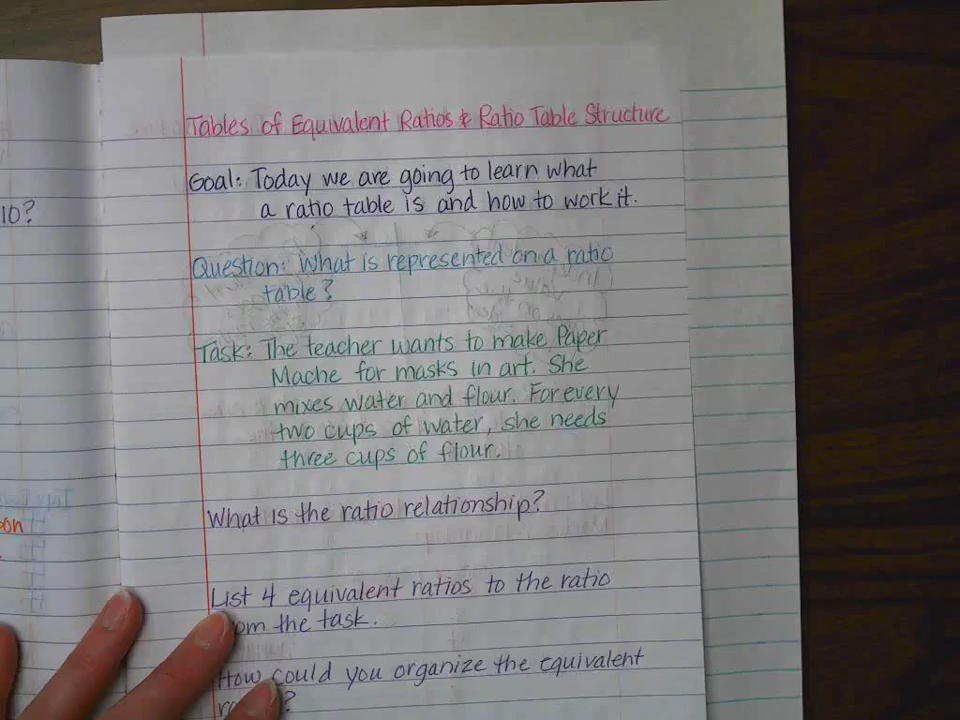 Tables of Equivalent Ratios & Ratio Table Structure
Goal: Today we are going to learn what
a ratio table is and how to work it.
10?
Question: What is represented on a ratio
table?
Task: The teacher wants to make Paper
Mache for masks in art. She
mixes water and flour. For every
two cups of water, she needs
three cups of flour.
What is the ratio relationship?
List 4 equivalent ratios to the ratio
the task.
How could you organize the equivalent
?